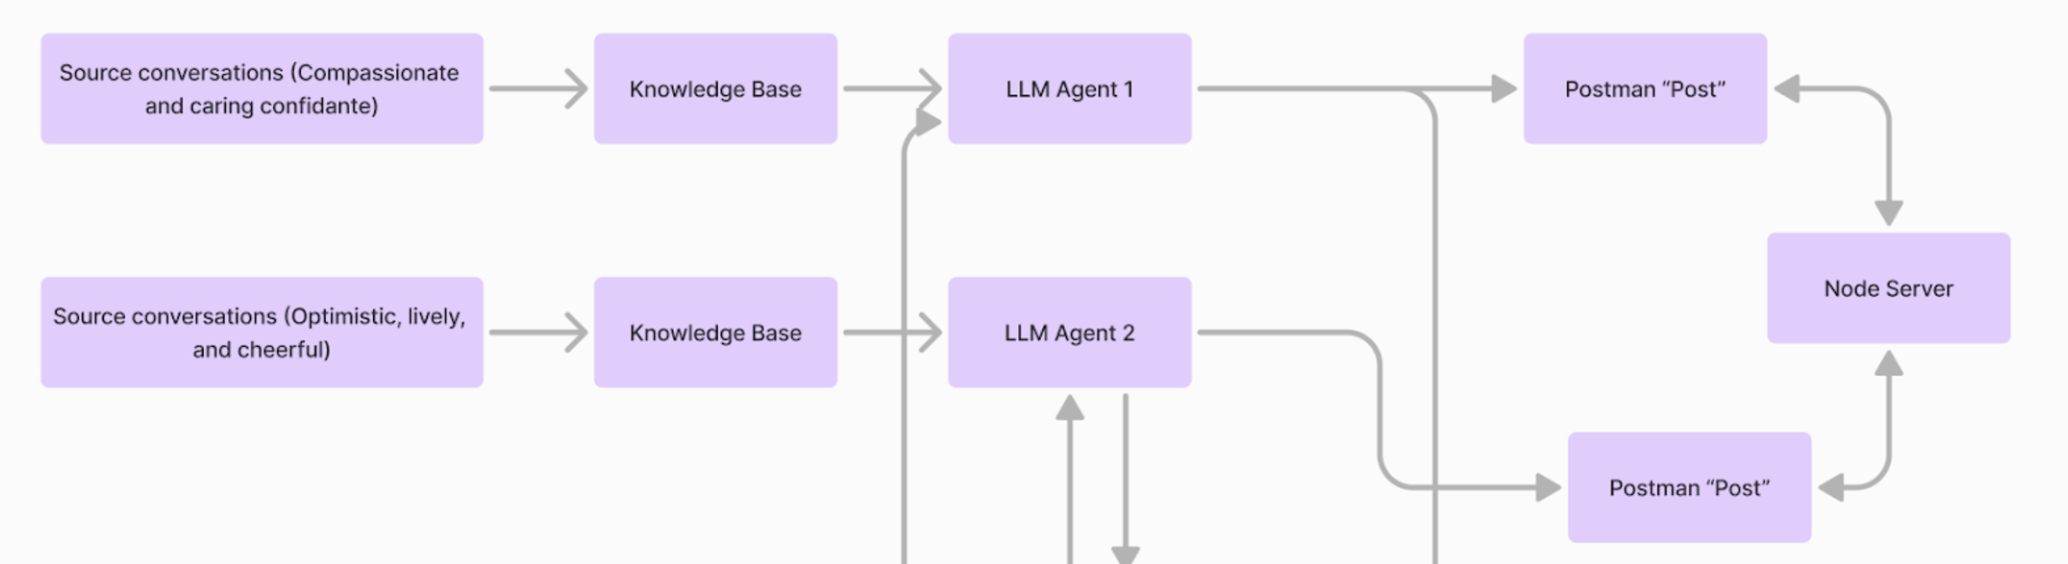 Source conversations (Compassionate
and caring confidante)
Knowledge Base
LLM Agent 1
Postman “Post”
Node Server
Source conversations (Optimistic, lively,
and cheerful)
Knowledge Base
LLM Agent 2
Postman “Post”